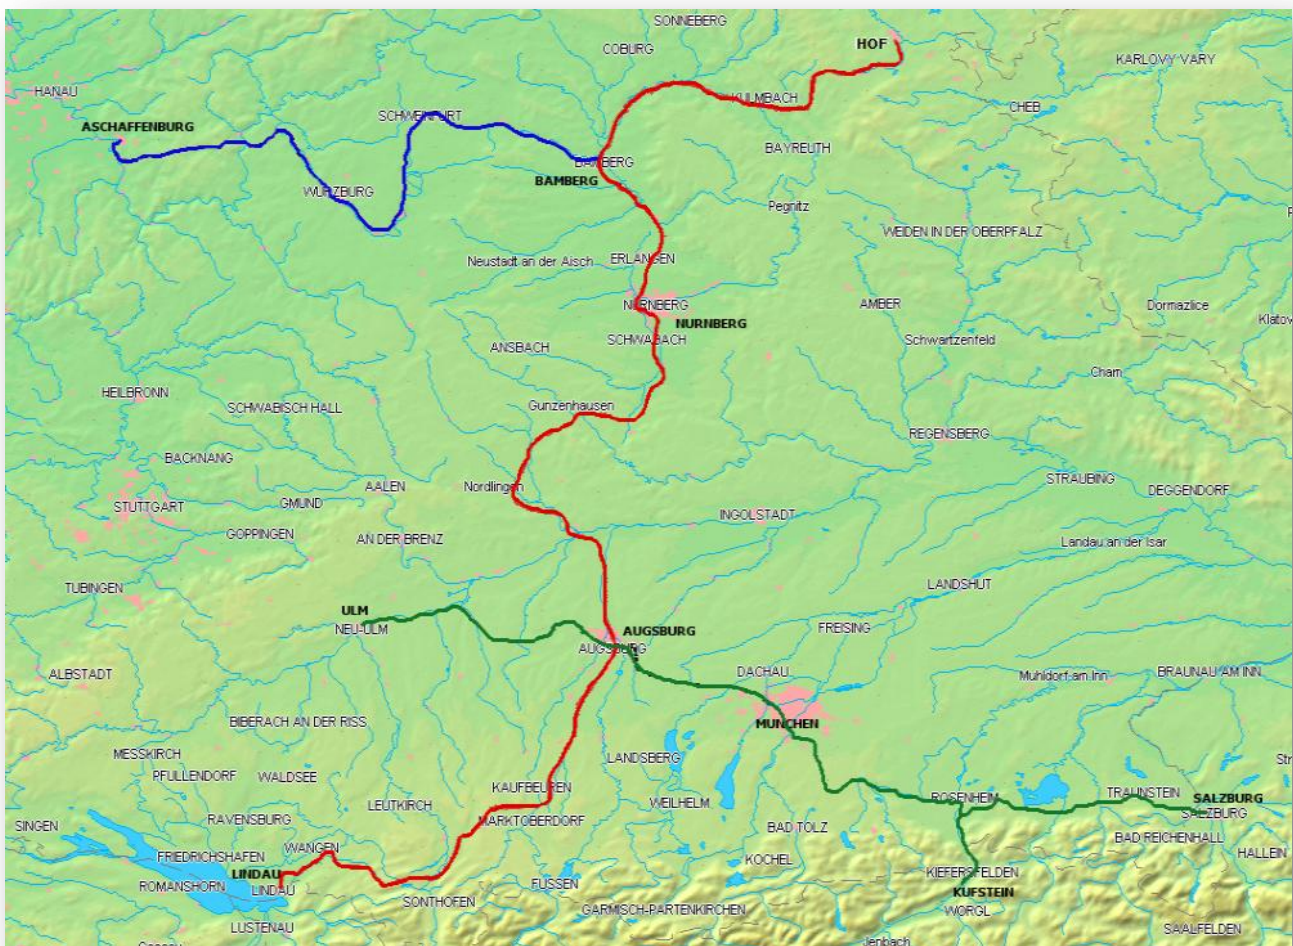 SONNEBERG
HOF
COBURG
KARLOVY VARY
HANAU
KULMBACH
CHEB
SCHWEINFURT
ASCHAFFENBURG
BAYREUTH
BAMBERG
BAMBERG
WURZBURG
Pegnitz
WEIDEN IN DER OBERPFALZ
Neustadt an der Aisch
ERLANGEN
NURNBERG
AMBER
Dormazlice
NURNBERG
Klatov
ANSBACH
SCHWABACH
Schwartzenfeld
Cham
HEILBRONN
SCHWABISCH HALL
Gunzenhausen
REGENSBERG
BACKNANG
AALEN
Nordlingen
STRAUBING
DEGGENDORF
STUTTGART
GMUND
INGOLSTADT
GOPPINGEN
AN DER BRENZ
Landau an der Isar
TUBINGEN
LANDSHUT
ULM
NEU-ULM
AUGSBURG
FREISING
AUGSBURG
ALBSTADT
DACHAU
Muhldorf am Inn
BRAUNAU AM INN
BIBERACH AN DER RISS
MUNCHEN
MESSKIRCH
LANDSBERG
PFULLENDORF
WALDSEE
KAUFBEUREN
ROSENHEIM
TRAUNSTEIN
SALZBURG
LEUTKIRCH
WEILHELM
SALZBURG
RAVENSBURG
MARKTOBERDORF
SINGEN
BAD TOLZ
BAD REICHENHALL
WANGEN
HALLEIN
FRIEDRICHSHAFEN
KOCHEL
LINDAU
KIEFERSFELDEN
ROMANSHORN
LINDAU
FUSSEN
KUFSTEIN
SONTHOFEN
GARMISCH-PARTENKIRCHEN
WORGL
LUSTENAU
SAALFELDEN
Jenbach